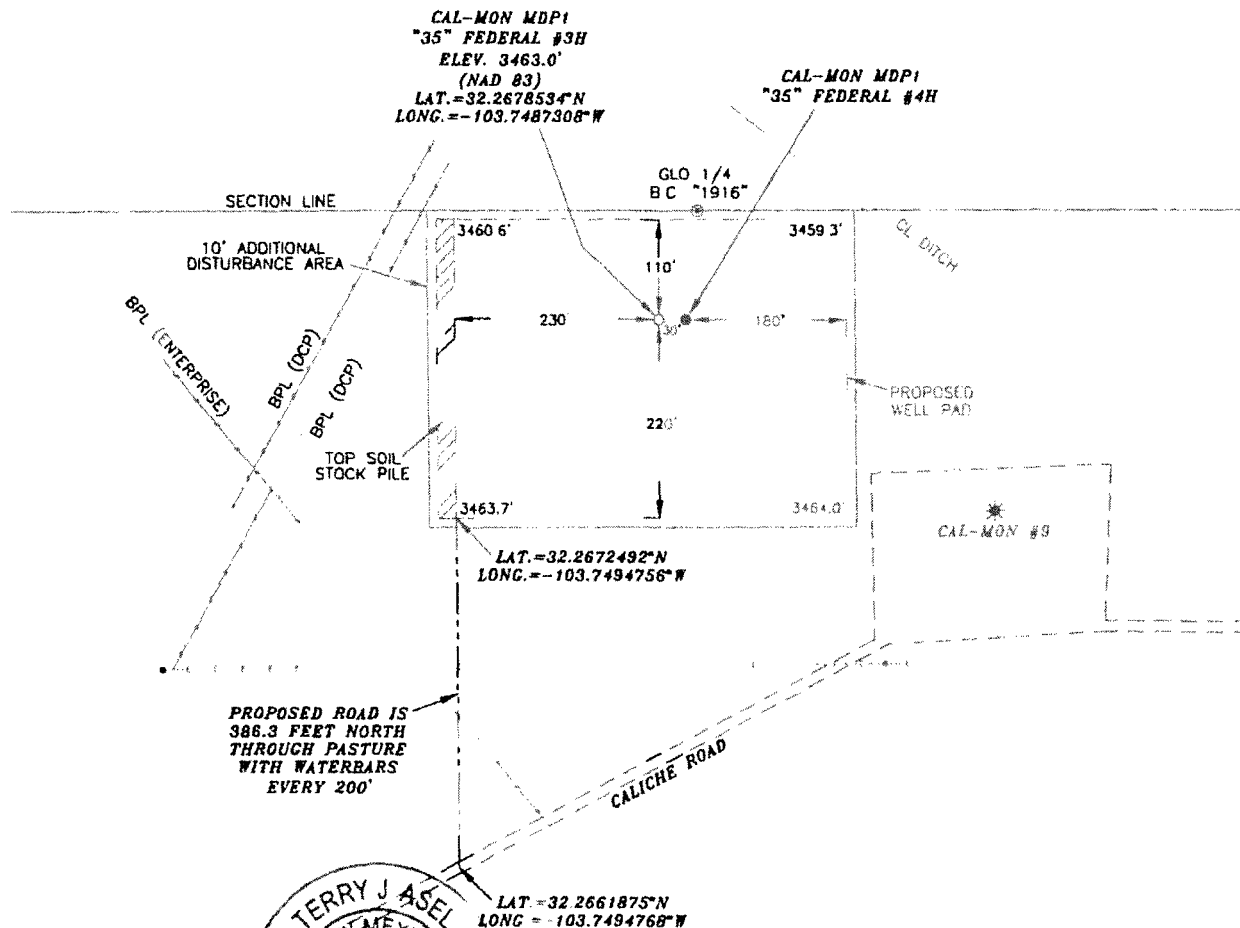 CAL-MON MDP1
"35" FEDERAL #3H
ELEV. 3463.0'
(NAD 83)
LAT.=32.2678534°N
LONG.=-103.7487308°W
CAL-MON MDP1
"35" FEDERAL #4H
GLO 1/4
B C "1916"
SECTION LINE
3460 6'
3459 3'
CL DITCH
10' ADDITIONAL
DISTURBANCE AREA
110'
230
30'
180'
BPL (ENTERPRISE)
BPL (DCP)
BPL (DCP)
PROPOSED
WELL PAD
220'
TOP SOIL
STOCK PILE
3463.7'
3464.0'
CAL-MON #9
LAT.=32.2672492°N
LONG.=-103.7494756°W
PROPOSED ROAD IS
386.3 FEET NORTH
THROUGH PASTURE
WITH WATERBARS
EVERY 200'
CALICHE ROAD
TERRY J ASEL
LAT.=32.2661875°N
LONG = -103.7494768°W